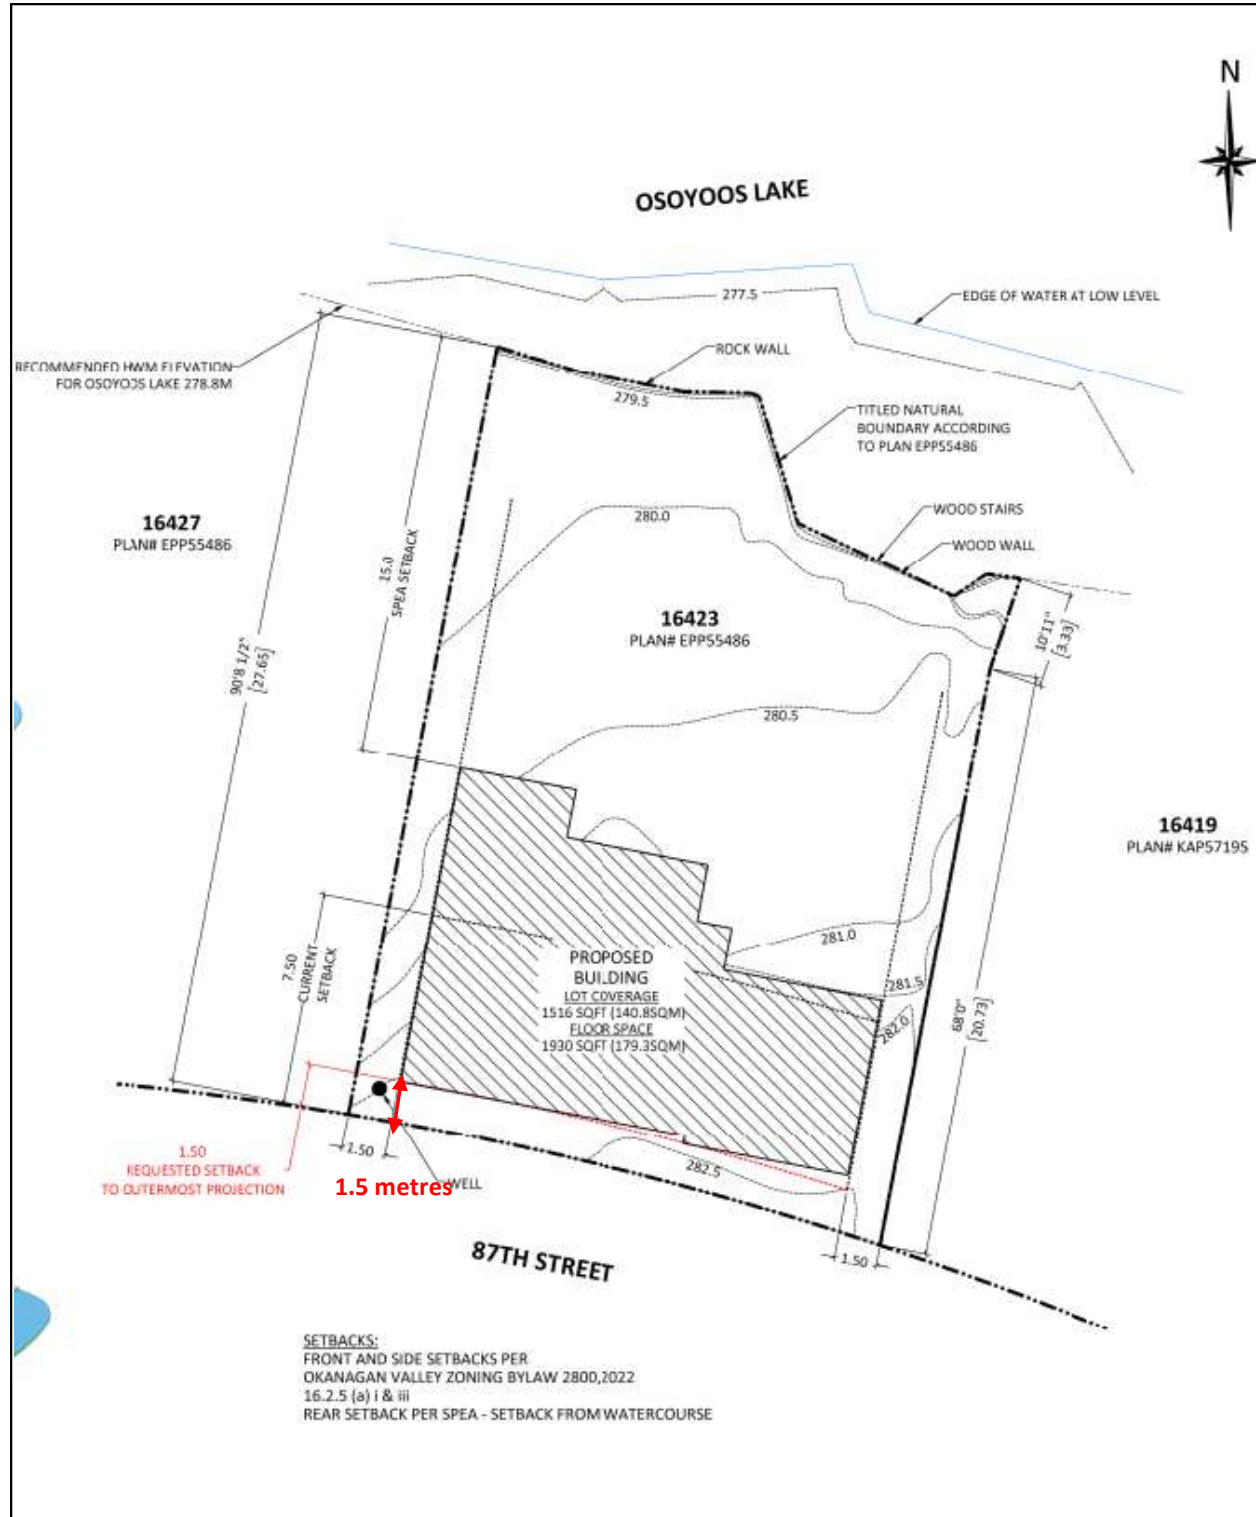 N
OSOYOOS LAKE
277.5
EDGE OF WATER AT LOW LEVEL
RECOMMENDED HWM ELEVATION
FOR OSOYOOS LAKE 278.8M
ROCK WALL
279.5
TITLED NATURAL
BOUNDARY ACCORDING
TO PLAN EPP55486
16427
PLAN# EPP55486
280.0
WOOD STAIRS
WOOD WALL
15.0
SPEA SETBACK
16423
PLAN# EPP55486
10'11"
[3.33]
90'8 1/2"
[27.65]
280.5
16419
PLAN# KAP57195
281.0
7.50
CURRENT
SETBACK
PROPOSED
BUILDING
LOT COVERAGE
1516 SQFT (140.8SQM)
FLOOR SPACE
1930 SQFT (179.3SQM)
281.5
282.0
68'0"
[20.73]
1.50
REQUESTED SETBACK
TO OUTERMOST PROJECTION
1.50
1.5 metres
WELL
282.5
87TH STREET
1.50
SETBACKS:
FRONT AND SIDE SETBACKS PER
OKANAGAN VALLEY ZONING BYLAW 2800,2022
16.2.5 (a) i & iii
REAR SETBACK PER SPEA - SETBACK FROM WATERCOURSE